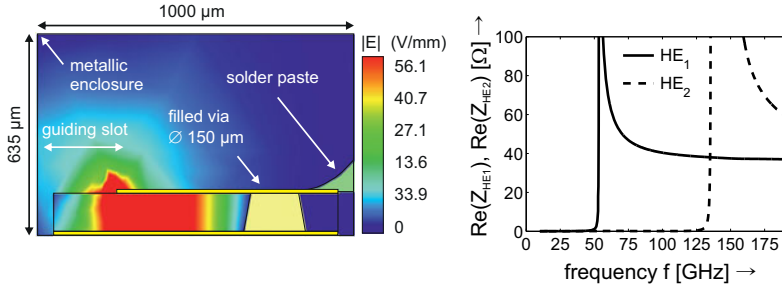 1000 µm
635 µm
metallic
enclosure
guiding slot
filled via
∅ 150 µm
solder paste
|E| (V/mm)
56.1
40.7
27.1
13.6
33.9
0
Re(Z_HE1), Re(Z_HE2) [Ω] →
100
80
60
40
20
0
HE₁
HE₂
0 25 50 75 100 125 150 175
frequency f [GHz] →